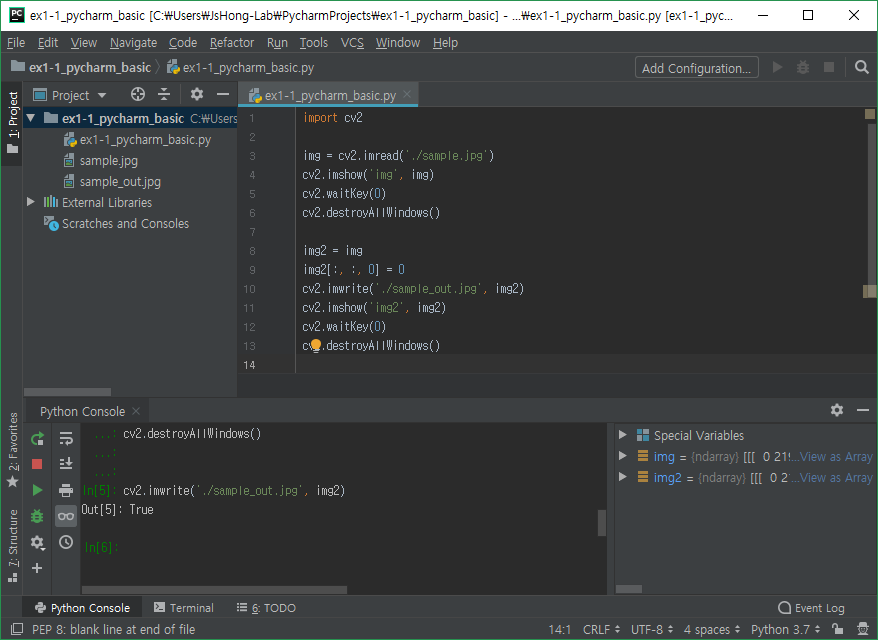 ex1-1_pycharm_basic [C:₩Users₩JsHong-Lab₩PycharmProjects₩ex1-1_pycharm_basic] - ...₩ex1-1_pycharm_basic.py [ex1-1_pyc...
File Edit View Navigate Code Refactor Run Tools VCS Window Help
ex1-1_pycharm_basic ex1-1_pycharm_basic.py Add Configuration...
1: Project
Project
ex1-1_pycharm_basic C:₩Users
ex1-1_pycharm_basic.py
sample.jpg
sample_out.jpg
External Libraries
Scratches and Consoles
ex1-1_pycharm_basic.py
1 import cv2
2
3 img = cv2.imread('./sample.jpg')
4 cv2.imshow('img', img)
5 cv2.waitKey(0)
6 cv2.destroyAllWindows()
7
8 img2 = img
9 img2[:, :, 0] = 0
10 cv2.imwrite('./sample_out.jpg', img2)
11 cv2.imshow('img2', img2)
12 cv2.waitKey(0)
13 cv2.destroyAllWindows()
14
2: Favorites
7: Structure
Python Console
...: cv2.destroyAllWindows()
...:
...:
In[5]: cv2.imwrite('./sample_out.jpg', img2)
Out[5]: True
In[6]:
Special Variables
img = {ndarray} [[[ 0 219...View as Array
img2 = {ndarray} [[[ 0 2...View as Array
Python Console Terminal 6: TODO Event Log
PEP 8: blank line at end of file 14:1 CRLF UTF-8 4 spaces Python 3.7